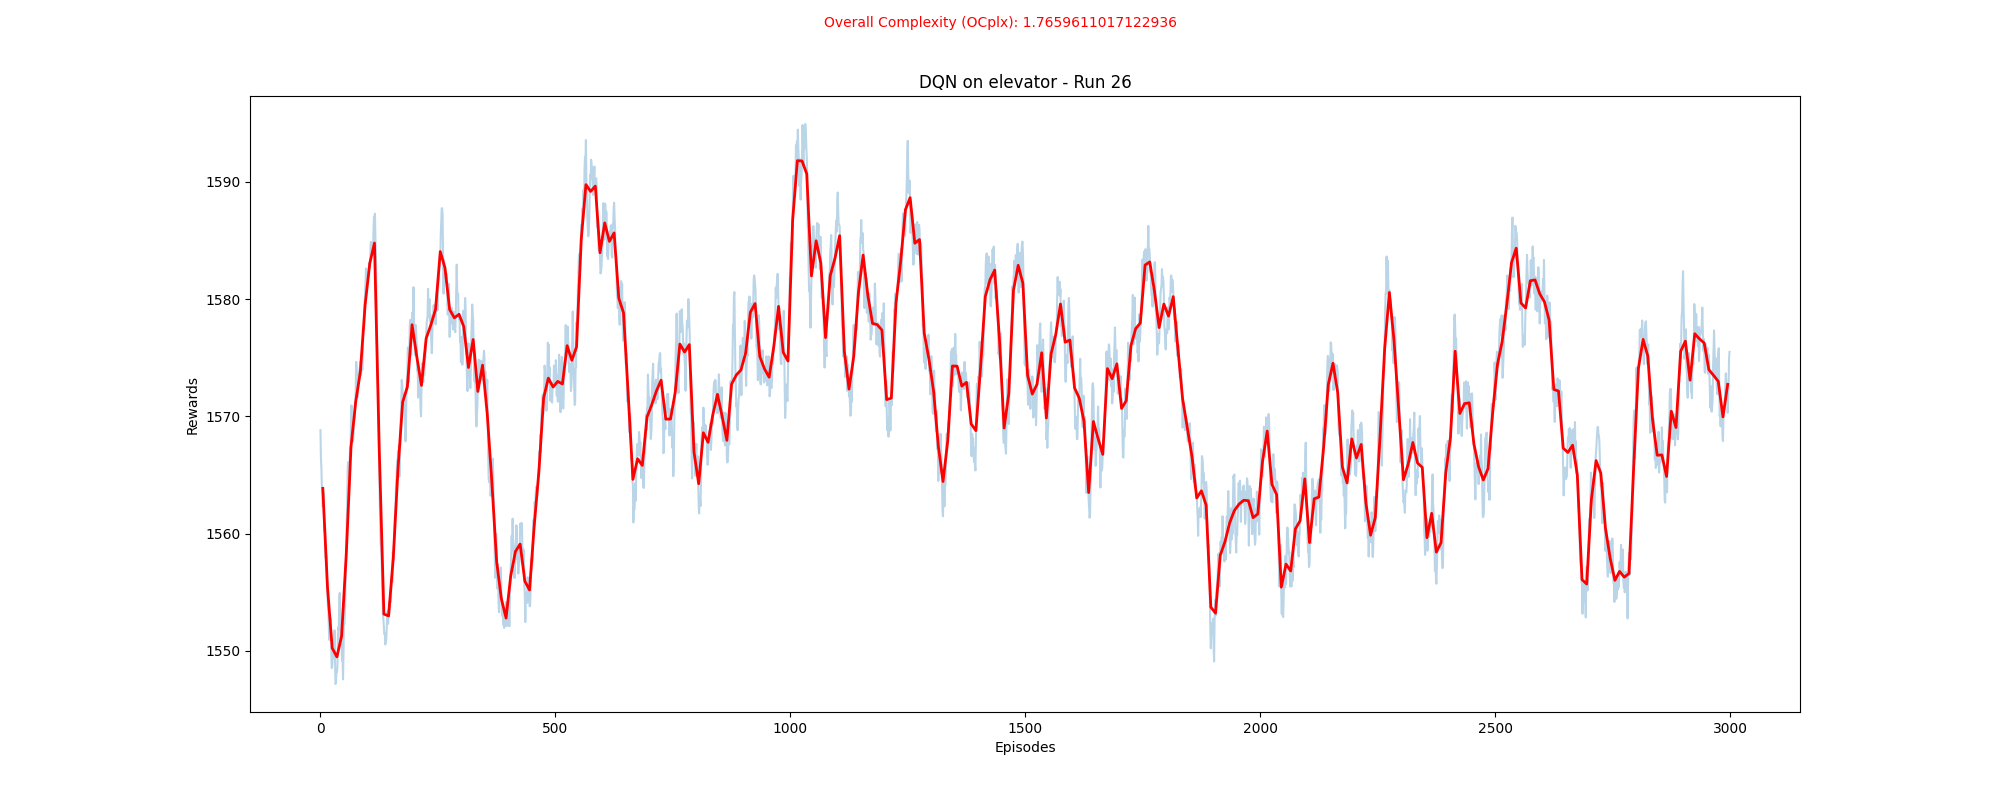 Overall Complexity (OCplx): 1.7659611017122936
DQN on elevator - Run 26
Rewards
1590
1580
1570
1560
1550
0 500 1000 1500 2000 2500 3000
Episodes